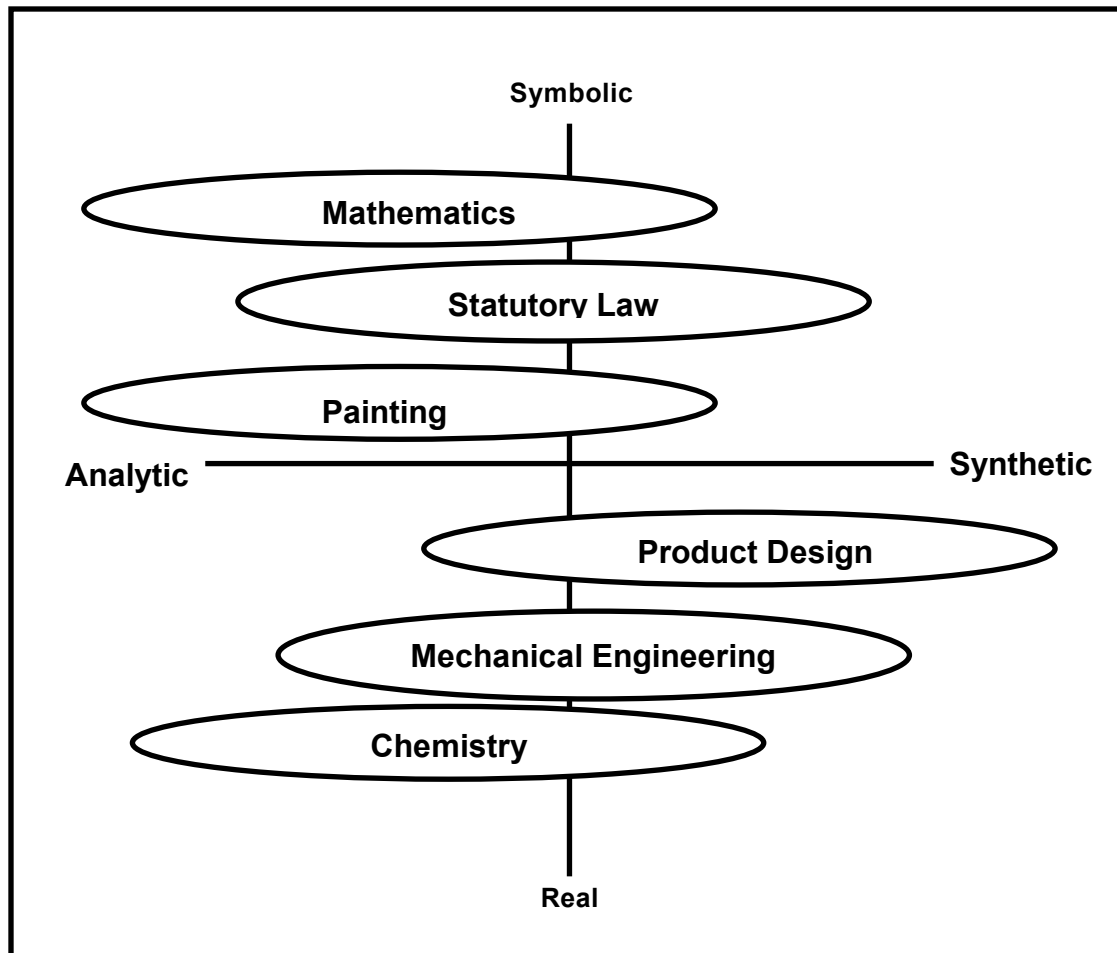 Symbolic
Mathematics
Statutory Law
Painting
Analytic
Synthetic
Product Design
Mechanical Engineering
Chemistry
Real